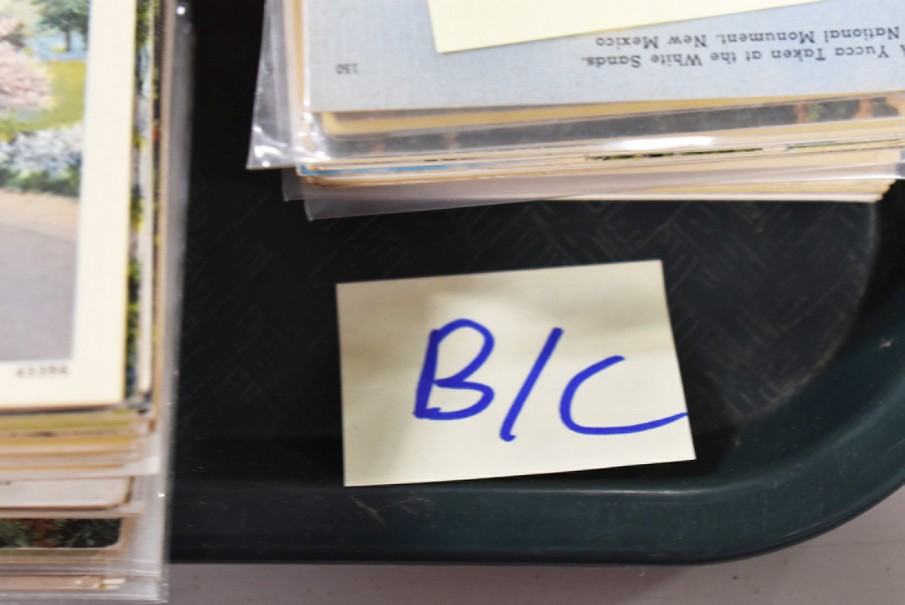 A Yucca Taken at the White Sands.
National Monument, New Mexico
150
B/C